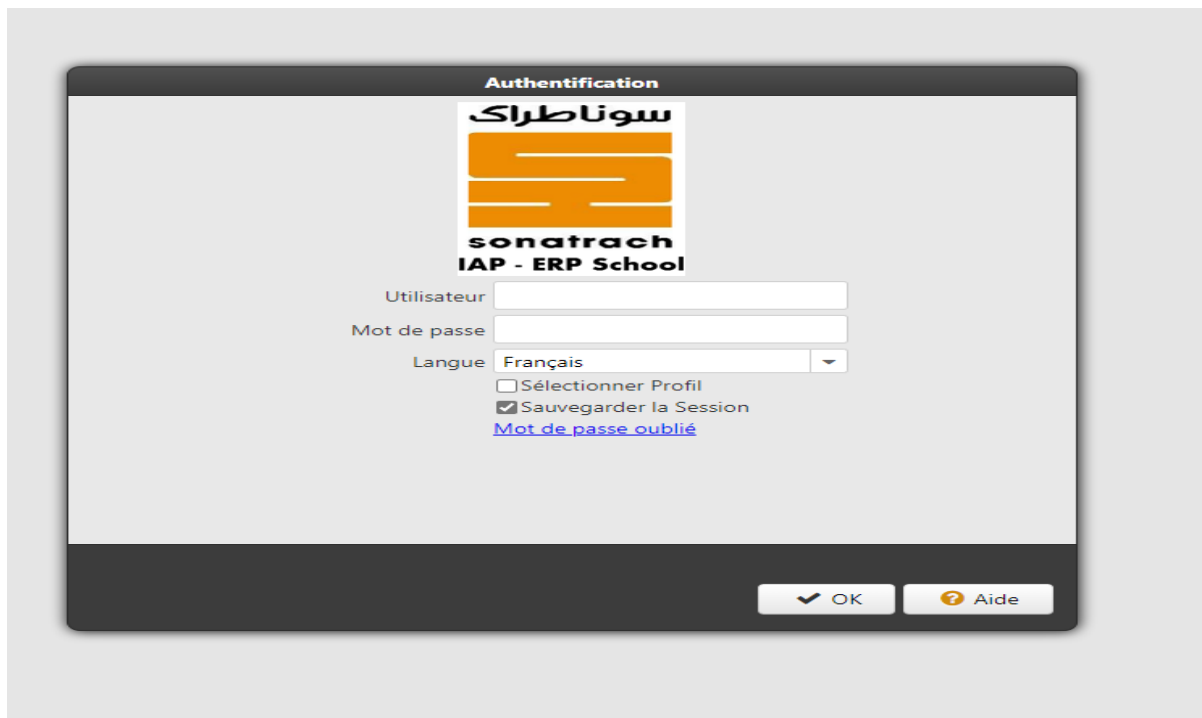 Authentification
سوناطراك
sonatrach
IAP - ERP School
Utilisateur
Mot de passe
Langue Français
Sélectionner Profil
Sauvegarder la Session
Mot de passe oublié
OK Aide